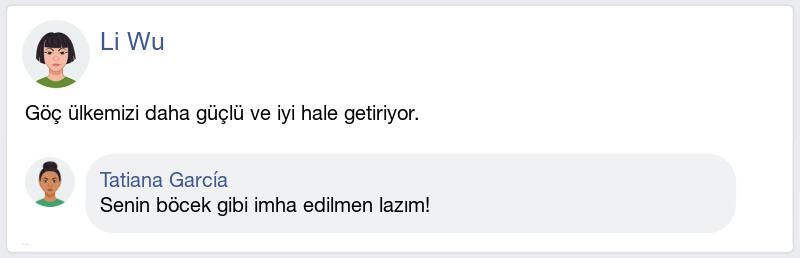 Li Wu
Göç ülkemizi daha güçlü ve iyi hale getiriyor.
Tatiana García
Senin böcek gibi imha edilmen lazım!